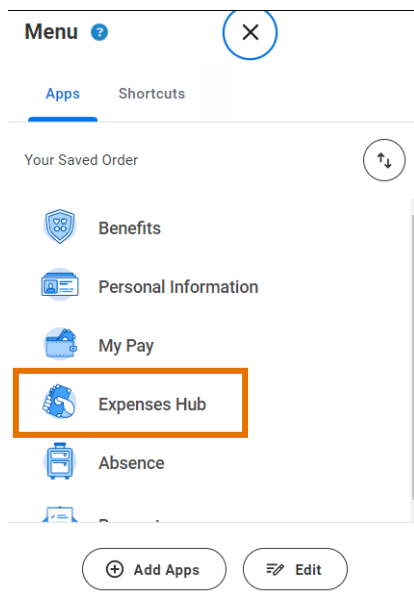 Menu ?
Apps Shortcuts
Your Saved Order
Benefits
Personal Information
My Pay
Expenses Hub
Absence
Add Apps Edit